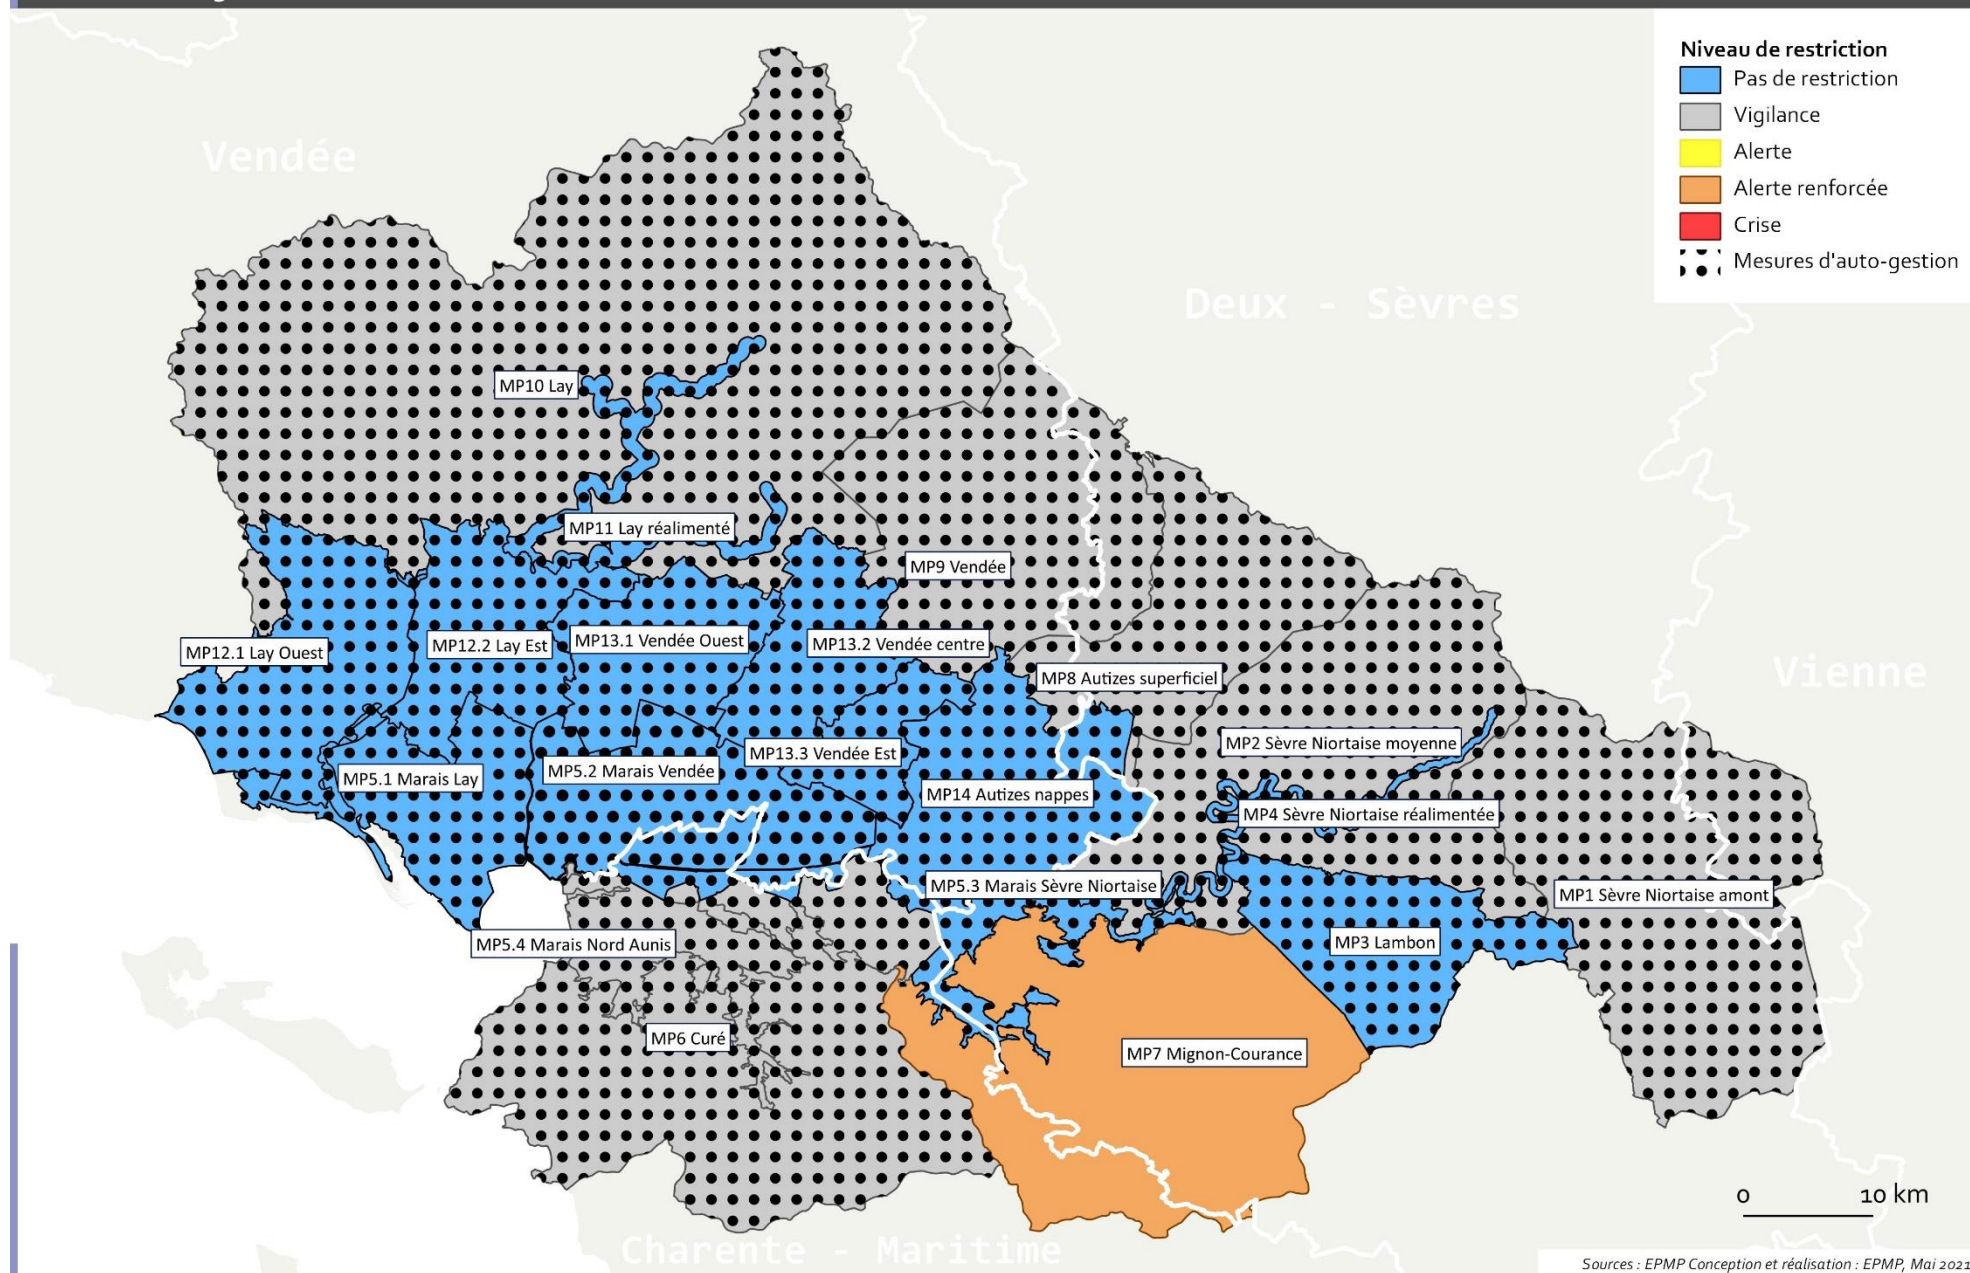 Niveau de restriction
Pas de restriction
Vigilance
Alerte
Alerte renforcée
Crise
Mesures d'auto-gestion
Vendée
Deux - Sèvres
MP10 Lay
MP11 Lay réalimenté
MP9 Vendée
MP12.1 Lay Ouest
MP12.2 Lay Est
MP13.1 Vendée Ouest
MP13.2 Vendée centre
MP8 Autizes superficiel
Vienne
MP2 Sèvre Niortaise moyenne
MP13.3 Vendée Est
MP5.1 Marais Lay
MP5.2 Marais Vendée
MP14 Autizes nappes
MP4 Sèvre Niortaise réalimentée
MP5.3 Marais Sèvre Niortaise
MP1 Sèvre Niortaise amont
MP5.4 Marais Nord Aunis
MP3 Lambon
MP6 Curé
MP7 Mignon-Courance
0 10 km
Charente - Maritime
Sources : EPMP Conception et réalisation : EPMP, Mai 2021